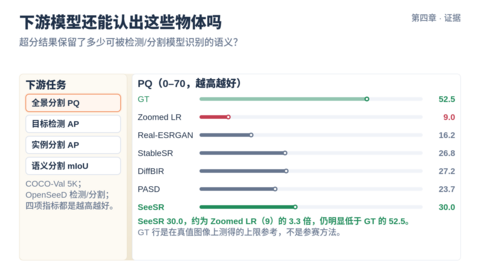 下游模型还能认出这些物体吗
第四章 · 证据
超分结果保留了多少可被检测/分割模型识别的语义？
下游任务
全景分割 PQ
目标检测 AP
实例分割 AP
语义分割 mIoU
COCO-Val 5K；
OpenSeeD 检测/分割；
四项指标都是越高越好。
PQ（0–70，越高越好）
GT 52.5
Zoomed LR 9.0
Real-ESRGAN 16.2
StableSR 26.8
DiffBIR 27.2
PASD 23.7
SeeSR 30.0
SeeSR 30.0，约为 Zoomed LR（9）的 3.3 倍，仍明显低于 GT 的 52.5。
GT 行是在真值图像上测得的上限参考，不是参赛方法。